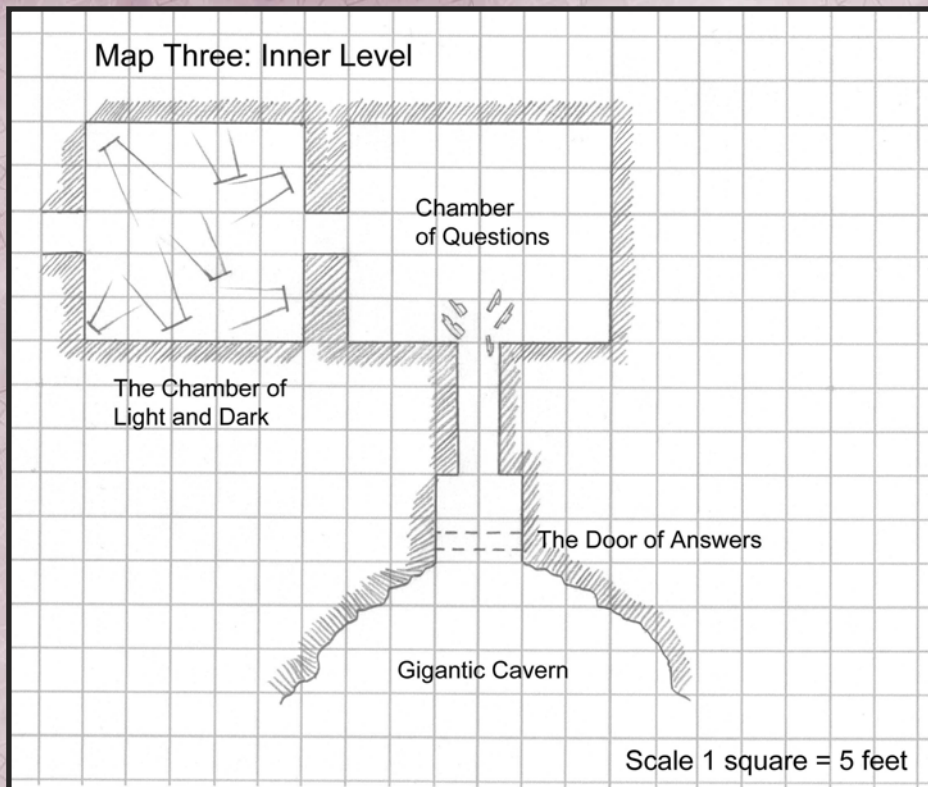 Map Three: Inner Level
Chamber
of Questions
The Chamber of
Light and Dark
The Door of Answers
Gigantic Cavern
Scale 1 square = 5 feet